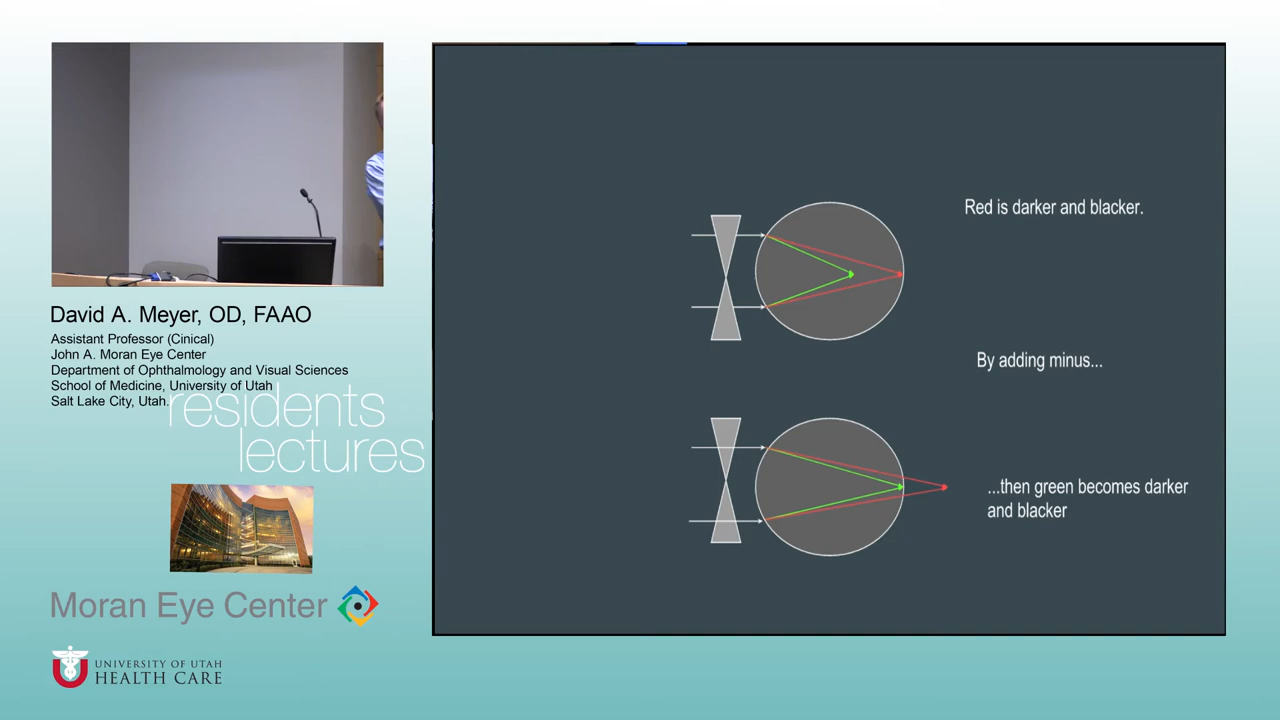 David A. Meyer, OD, FAAO
Assistant Professor (Cinical)
John A. Moran Eye Center
Department of Ophthalmology and Visual Sciences
School of Medicine, University of Utah
Salt Lake City, Utah.
residents
lectures
Moran Eye Center
UNIVERSITY OF UTAH
HEALTH CARE
Red is darker and blacker.
By adding minus...
...then green becomes darker
and blacker